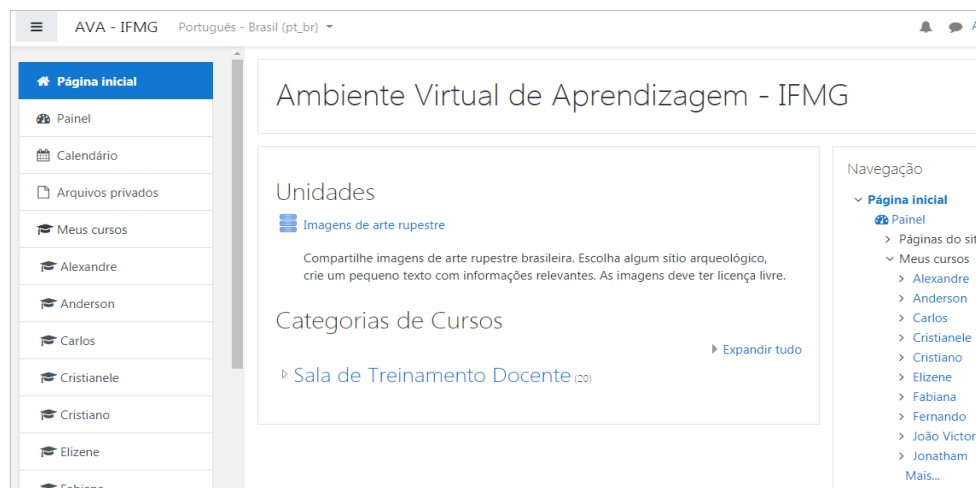 AVA - IFMG
Português - Brasil (pt_br)
Página inicial
Painel
Calendário
Arquivos privados
Meus cursos
Alexandre
Anderson
Carlos
Cristianele
Cristiano
Elizene
Ambiente Virtual de Aprendizagem - IFMG
Unidades
Imagens de arte rupestre
Compartilhe imagens de arte rupestre brasileira. Escolha algum sítio arqueológico,
crie um pequeno texto com informações relevantes. As imagens deve ter licença livre.
Categorias de Cursos
Expandir tudo
Sala de Treinamento Docente (20)
Navegação
Página inicial
Painel
Páginas do
Meus cursos
Alexandre
Anderson
Carlos
Cristianele
Cristiano
Elizene
Fabiana
Fernando
João Victor
Jonatham
Mais...